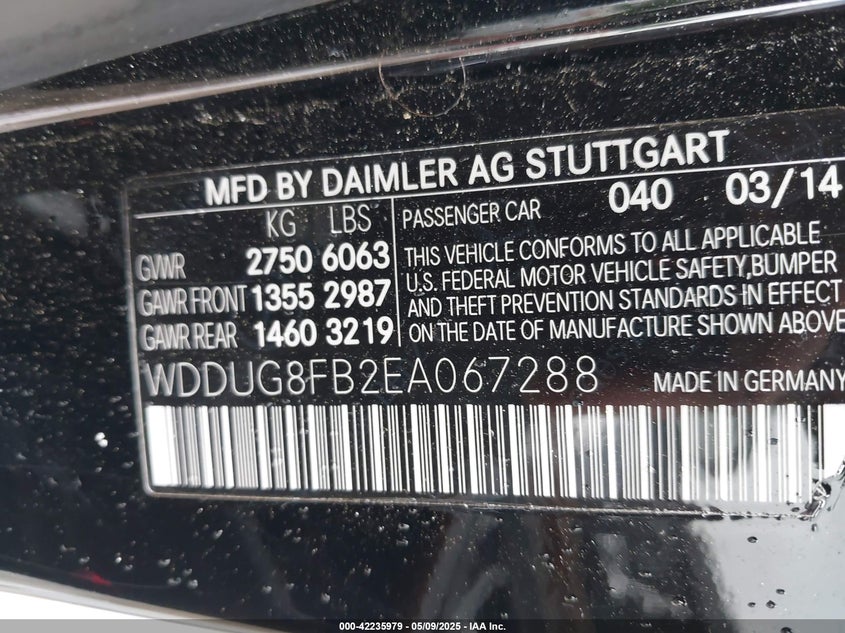 MFD BY DAIMLER AG STUTTGART
KG LBS
GVWR 2750 6063
GAWR FRONT 1355 2987
GAWR REAR 1460 3219
PASSENGER CAR 040 03/14
THIS VEHICLE CONFORMS TO ALL APPLICABLE
U.S. FEDERAL MOTOR VEHICLE SAFETY,BUMPER
AND THEFT PREVENTION STANDARDS IN EFFECT
ON THE DATE OF MANUFACTURE SHOWN ABOVE
WDDUG8FB2EA067288 MADE IN GERMANY
000-42235979 - 05/09/2025 - IAA Inc.